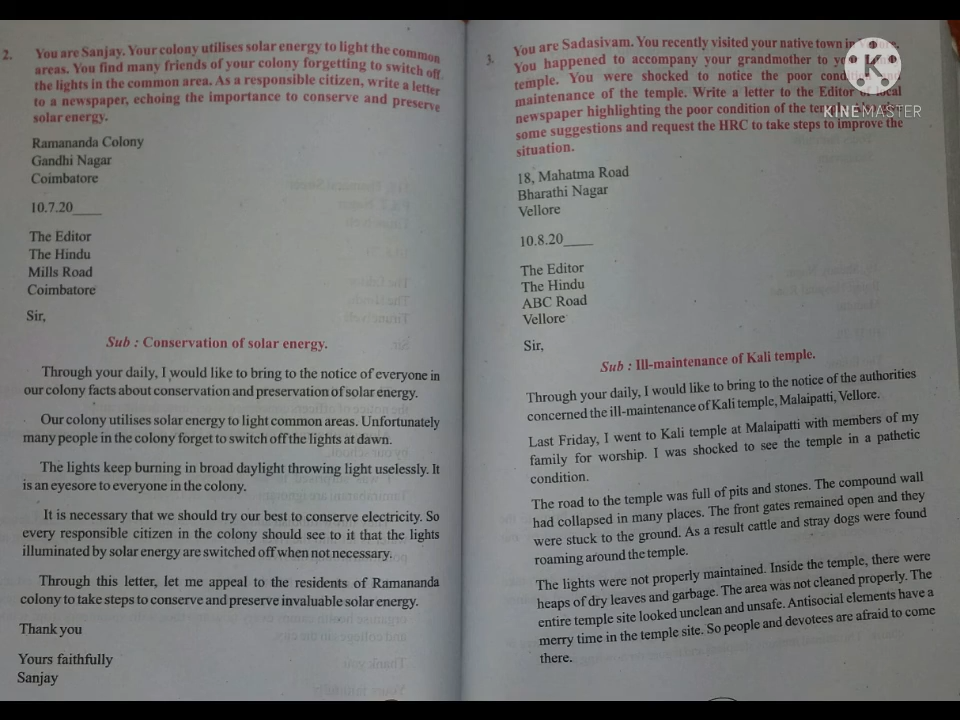 2. You are Sanjay. Your colony utilises solar energy to light the common
areas. You find many friends of your colony forgetting to switch off
the lights in the common area. As a responsible citizen, write a letter
to a newspaper, echoing the importance to conserve and preserve
solar energy.
Ramananda Colony
Gandhi Nagar
Coimbatore
10.7.20____
The Editor
The Hindu
Mills Road
Coimbatore
Sir,
Sub : Conservation of solar energy.
Through your daily, I would like to bring to the notice of everyone in
our colony facts about conservation and preservation of solar energy.
Our colony utilises solar energy to light common areas. Unfortunately
many people in the colony forget to switch off the lights at dawn.
The lights keep burning in broad daylight throwing light uselessly. It
is an eyesore to everyone in the colony.
It is necessary that we should try our best to conserve electricity. So
every responsible citizen in the colony should see to it that the lights
illuminated by solar energy are switched off when not necessary.
Through this letter, let me appeal to the residents of Ramananda
colony to take steps to conserve and preserve invaluable solar energy.
Thank you
Yours faithfully
Sanjay
3. You are Sadasivam. You recently visited your native town in
You happened to accompany your grandmother to
temple. You were shocked to notice the poor
maintenance of the temple. Write a letter to the Editor of local
newspaper highlighting the poor condition of the
some suggestions and request the HRC to take steps to improve the
situation.
18, Mahatma Road
Bharathi Nagar
Vellore
10.8.20____
The Editor
The Hindu
ABC Road
Vellore
Sir,
Sub : Ill-maintenance of Kali temple.
Through your daily, I would like to bring to the notice of the authorities
concerned the ill-maintenance of Kali temple, Malaipatti, Vellore.
Last Friday, I went to Kali temple at Malaipatti with members of my
family for worship. I was shocked to see the temple in a pathetic
condition.
The road to the temple was full of pits and stones. The compound wall
had collapsed in many places. The front gates remained open and they
were stuck to the ground. As a result cattle and stray dogs were found
roaming around the temple.
The lights were not properly maintained. Inside the temple, there were
heaps of dry leaves and garbage. The area was not cleaned properly. The
entire temple site looked unclean and unsafe. Antisocial elements have a
merry time in the temple site. So people and devotees are afraid to come
there.
K
KINEMASTER